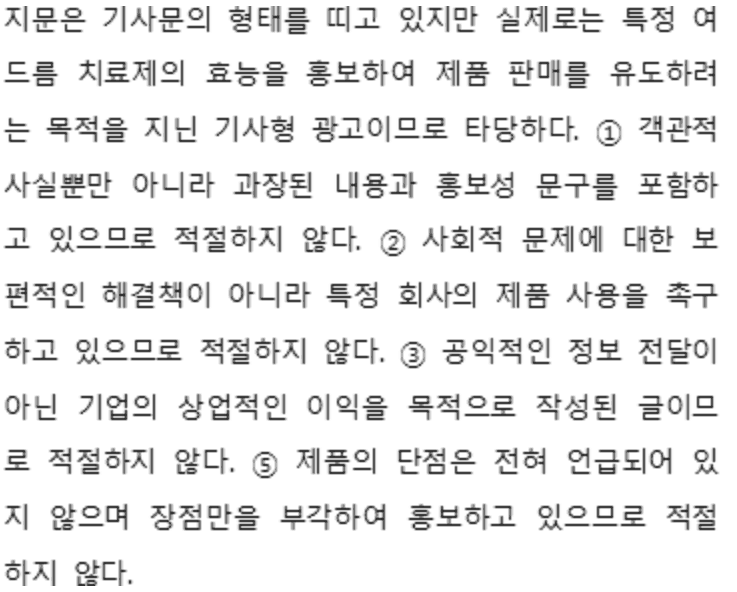 지문은 기사문의 형태를 띠고 있지만 실제로는 특정 여
드름 치료제의 효능을 홍보하여 제품 판매를 유도하려
는 목적을 지닌 기사형 광고이므로 타당하다. ① 객관적
사실뿐만 아니라 과장된 내용과 홍보성 문구를 포함하
고 있으므로 적절하지 않다. ② 사회적 문제에 대한 보
편적인 해결책이 아니라 특정 회사의 제품 사용을 촉구
하고 있으므로 적절하지 않다. ③ 공익적인 정보 전달이
아닌 기업의 상업적인 이익을 목적으로 작성된 글이므
로 적절하지 않다. ⑤ 제품의 단점은 전혀 언급되어 있
지 않으며 장점만을 부각하여 홍보하고 있으므로 적절
하지 않다.